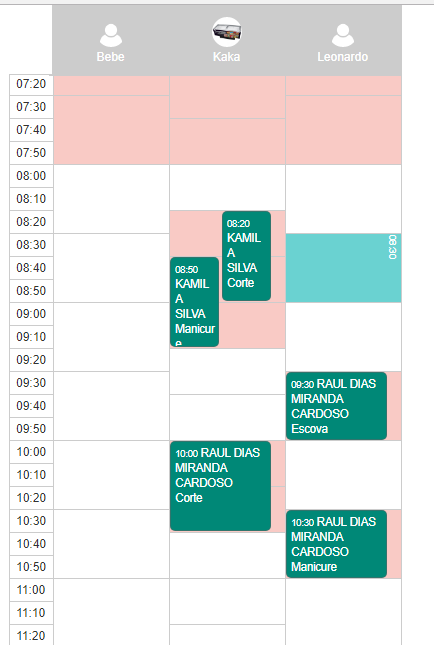 Bebe
Kaka
Leonardo
07:20
07:30
07:40
07:50
08:00
08:10
08:20
08:30
08:40
08:50
09:00
09:10
09:20
09:30
09:40
09:50
10:00
10:10
10:20
10:30
10:40
10:50
11:00
11:10
11:20
08:20
KAMIL
A
SILVA
Corte
08:50
KAMIL
A
SILVA
Manicur
e
10:00 RAUL DIAS
MIRANDA
CARDOSO
Corte
08:30
09:30 RAUL DIAS
MIRANDA
CARDOSO
Escova
10:30 RAUL DIAS
MIRANDA
CARDOSO
Manicure